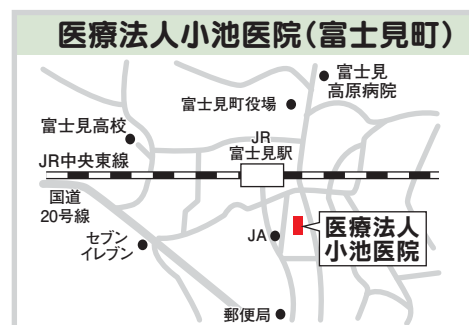 医療法人小池医院(富士見町)
富士見
高原病院
富士見町役場
富士見高校
JR
富士見駅
JR中央東線
国道
20号線
セブン
イレブン
JA
医療法人
小池医院
郵便局